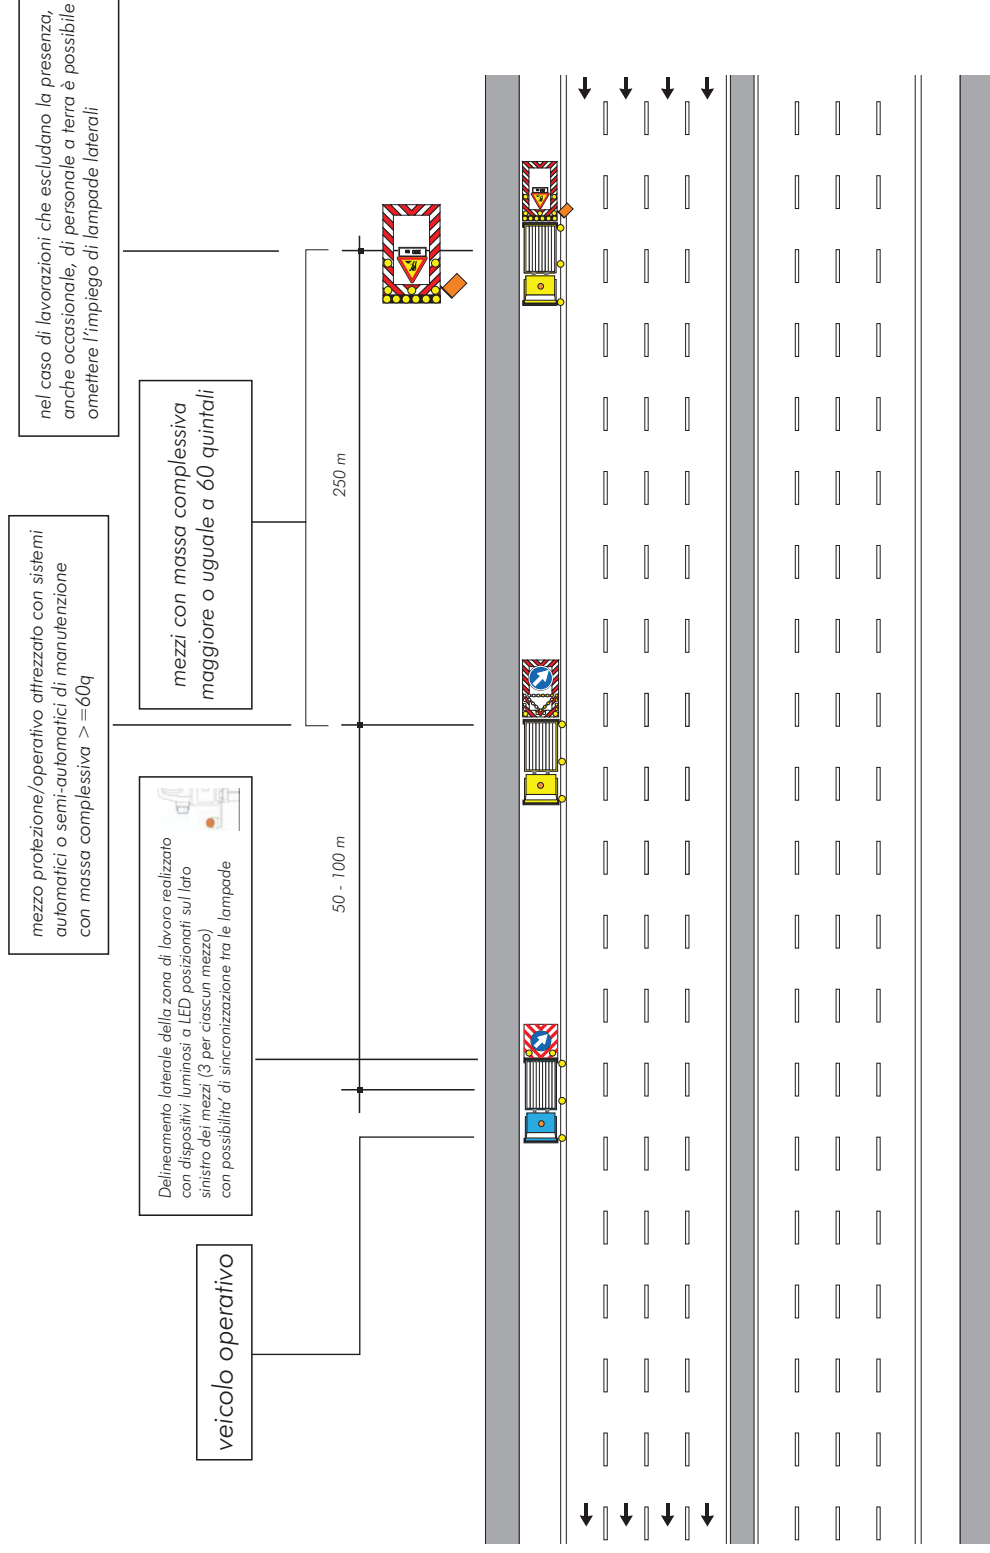 nel caso di lavorazioni che escludano la presenza,
anche occasionale, di personale a terra è possibile
omettere l'impiego di lampade laterali
mezzi con massa complessiva
maggiore o uguale a 60 quintali
250 m
mezzo protezione/operativo attrezzato con sistemi
automatici o semi-automatici di manutenzione
con massa complessiva >=60q
50 - 100 m
Delineamento laterale della zona di lavoro realizzato
con dispositivi luminosi a LED posizionati sul lato
sinistro dei mezzi (3 per ciascun mezzo)
con possibilita' di sincronizzazione tra le lampade
veicolo operativo